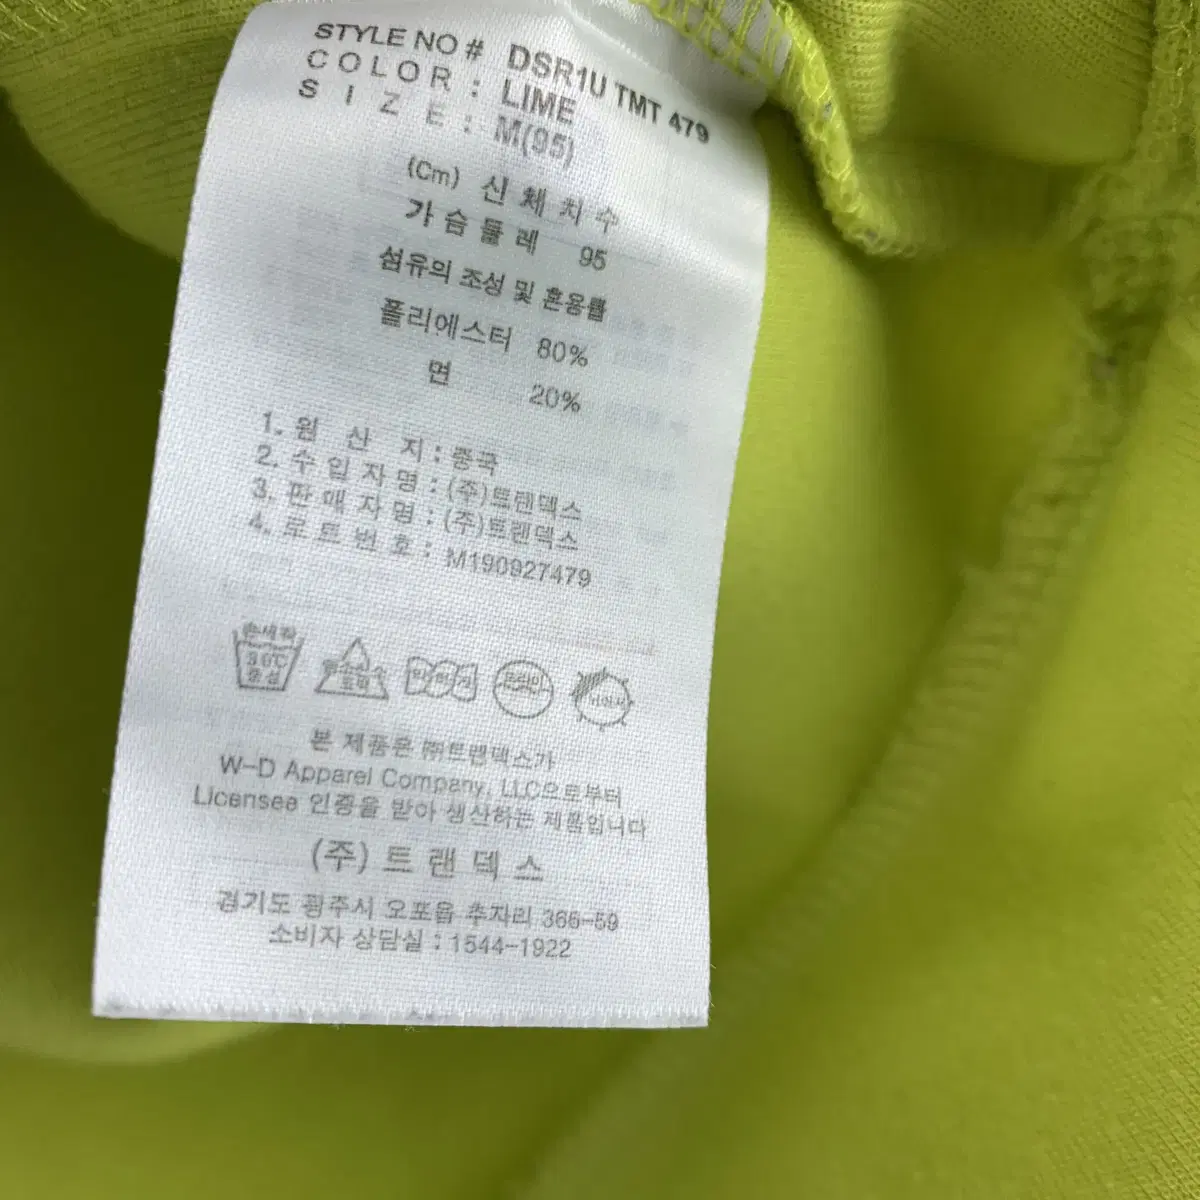 STYLE NO # DSR1U TMT 479
COLOR : LIME
SIZE : M(95)
(Cm) 신체치수
가슴둘레 95
섬유의 조성 및 혼용률
폴리에스터 80%
면 20%
1. 원산지 : 중국
2. 수입자명 : (주)트랜덱스
3. 판매자명 : (주)트랜덱스
4. 로트번호 : M190927479
손세탁
30℃
중성
본 제품은 ㈜트랜덱스가
W-D Apparel Company, LLC으로부터
Licensee 인증을 받아 생산하는 제품입니다
(주)트랜덱스
경기도 광주시 오포읍 추자리 366-59
소비자 상담실 : 1544-1922